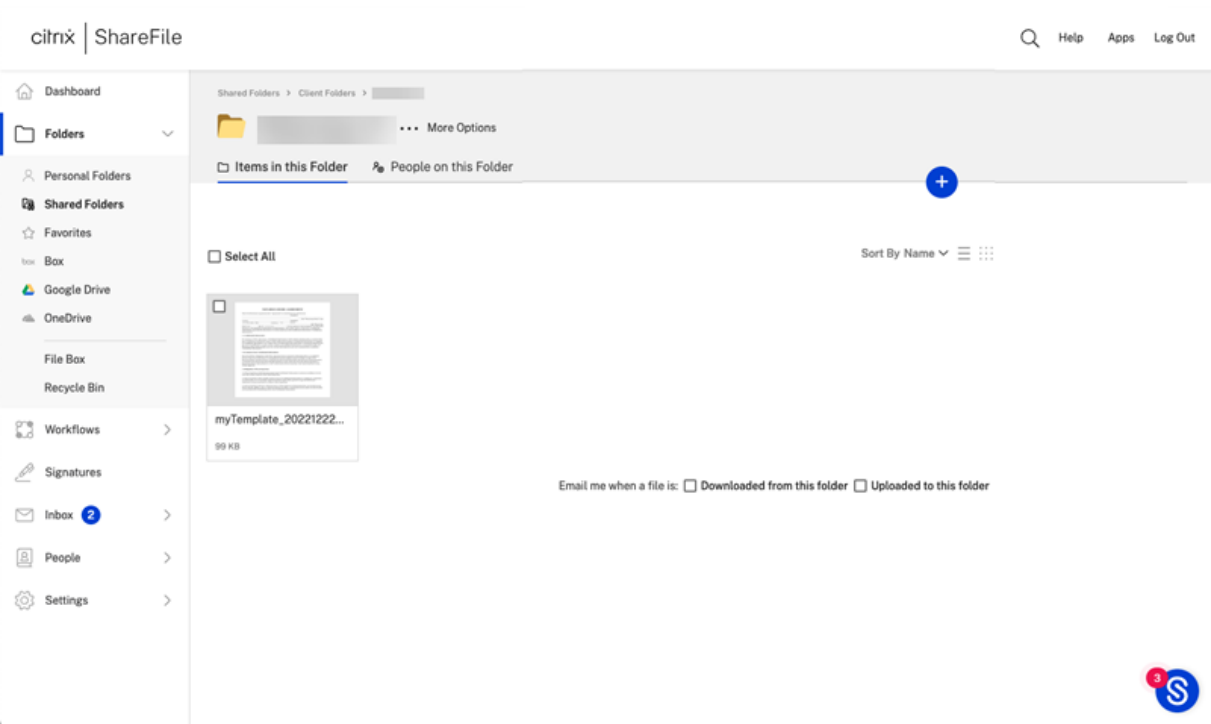 citrix | ShareFile
Help Apps Log Out
Dashboard
Folders
Personal Folders
Shared Folders
Favorites
box Box
Google Drive
OneDrive
File Box
Recycle Bin
Workflows
Signatures
Inbox 2
People
Settings
Shared Folders > Client Folders >
••• More Options
Items in this Folder People on this Folder
+
Select All
Sort By Name
myTemplate_20221222...
99 KB
Email me when a file is: Downloaded from this folder Uploaded to this folder
3